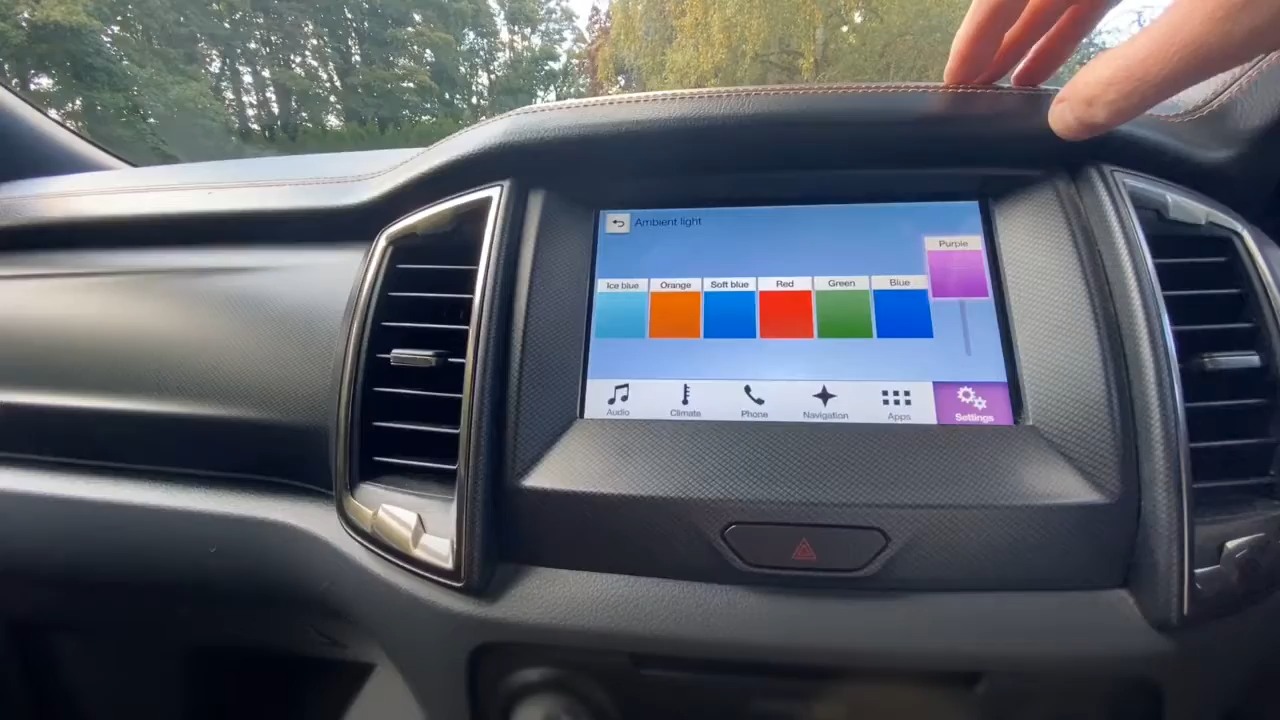 Ambient light
Purple
Ice blue
Orange
Soft blue
Red
Green
Blue
Audio
Climate
Phone
Navigation
Apps
Settings